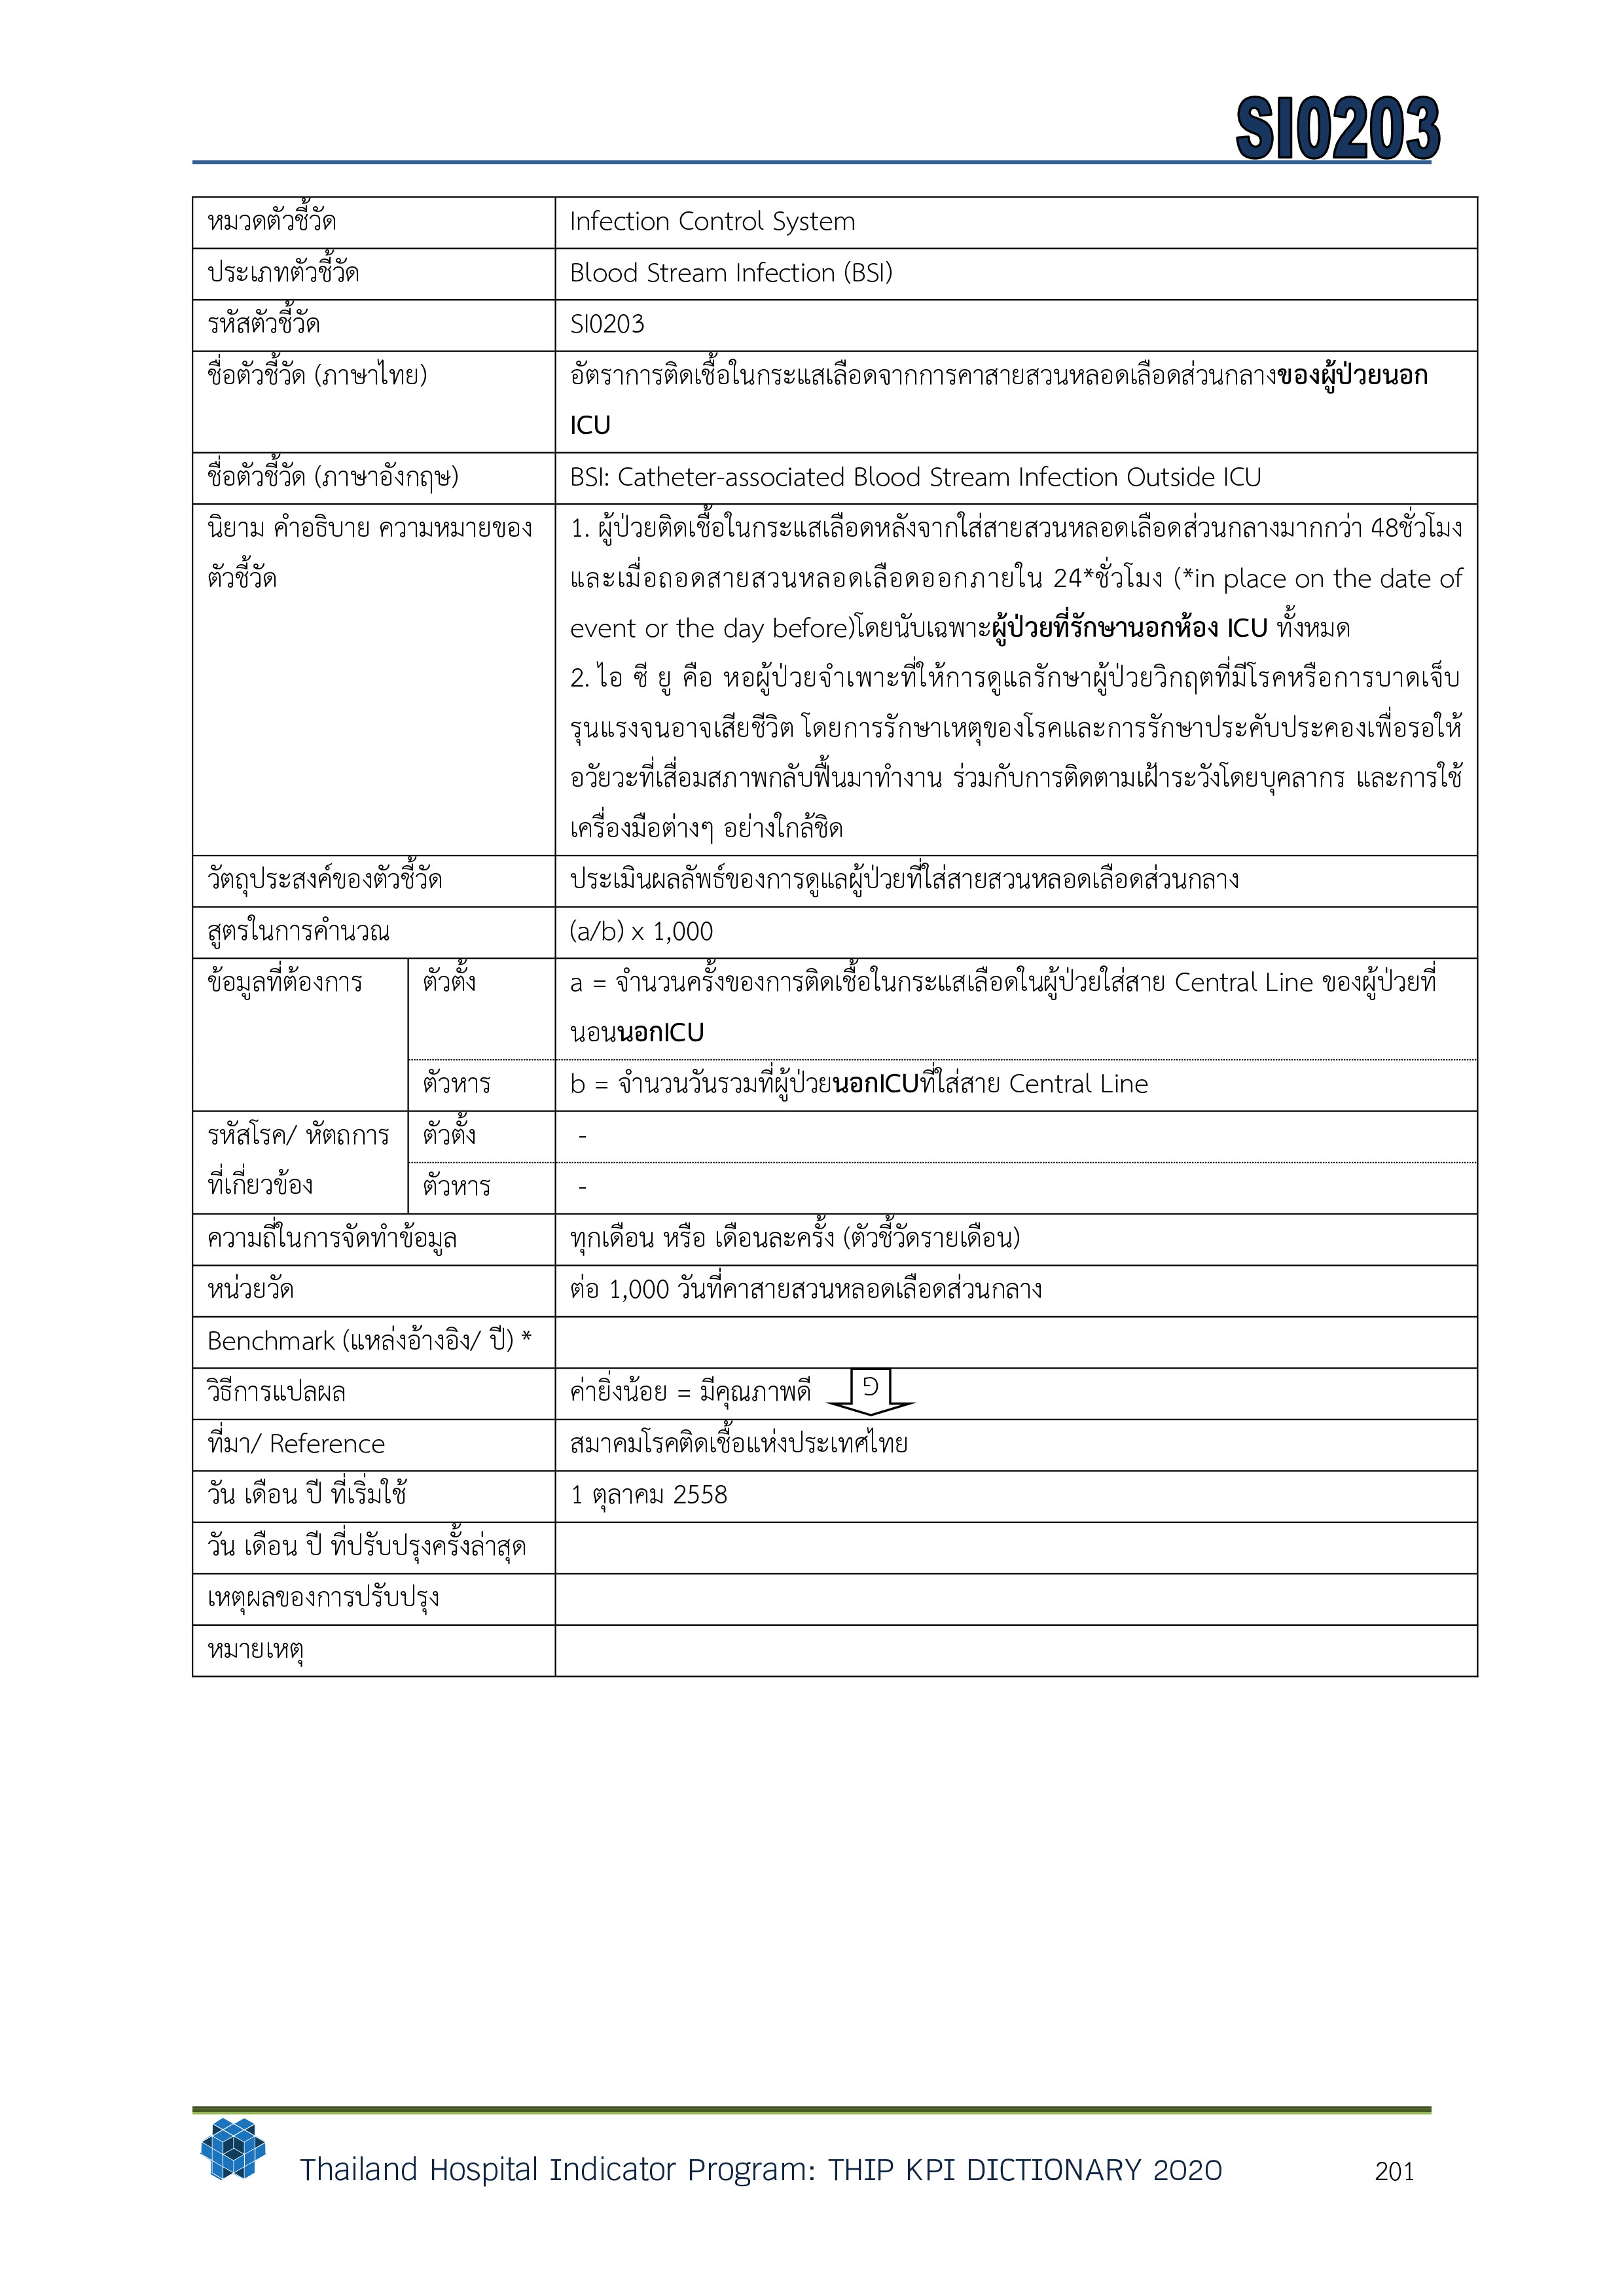 SI0203
หมวดตัวชี้วัด Infection Control System
ประเภทตัวชี้วัด Blood Stream Infection (BSI)
รหัสตัวชี้วัด SI0203
ชื่อตัวชี้วัด (ภาษาไทย) อัตราการติดเชื้อในกระแสเลือดจากการคาสายสวนหลอดเลือดส่วนกลางของผู้ป่วยนอก
ICU
ชื่อตัวชี้วัด (ภาษาอังกฤษ) BSI: Catheter-associated Blood Stream Infection Outside ICU
นิยาม คำอธิบาย ความหมายของ
ตัวชี้วัด
1. ผู้ป่วยติดเชื้อในกระแสเลือดหลังจากใส่สายสวนหลอดเลือดส่วนกลางมากกว่า 48ชั่วโมง
และเมื่อถอดสายสวนหลอดเลือดออกภายใน 24*ชั่วโมง (*in place on the date of
event or the day before)โดยนับเฉพาะผู้ป่วยที่รักษานอกห้อง ICU ทั้งหมด
2. ไอ ซี ยู คือ หอผู้ป่วยจำเพาะที่ให้การดูแลรักษาผู้ป่วยวิกฤตที่มีโรคหรือการบาดเจ็บ
รุนแรงจนอาจเสียชีวิต โดยการรักษาเหตุของโรคและการรักษาประคับประคองเพื่อรอให้
อวัยวะที่เสื่อมสภาพกลับฟื้นมาทำงาน ร่วมกับการติดตามเฝ้าระวังโดยบุคลากร และการใช้
เครื่องมือต่างๆ อย่างใกล้ชิด
วัตถุประสงค์ของตัวชี้วัด ประเมินผลลัพธ์ของการดูแลผู้ป่วยที่ใส่สายสวนหลอดเลือดส่วนกลาง
สูตรในการคำนวณ (a/b) x 1,000
ข้อมูลที่ต้องการ ตัวตั้ง a = จำนวนครั้งของการติดเชื้อในกระแสเลือดในผู้ป่วยใส่สาย Central Line ของผู้ป่วยที่
นอนนอกICU
ตัวหาร b = จำนวนวันรวมที่ผู้ป่วยนอกICUที่ใส่สาย Central Line
รหัสโรค/ หัตถการ ตัวตั้ง -
ที่เกี่ยวข้อง ตัวหาร -
ความถี่ในการจัดทำข้อมูล ทุกเดือน หรือ เดือนละครั้ง (ตัวชี้วัดรายเดือน)
หน่วยวัด ต่อ 1,000 วันที่คาสายสวนหลอดเลือดส่วนกลาง
Benchmark (แหล่งอ้างอิง/ ปี) *
วิธีการแปลผล ค่ายิ่งน้อย = มีคุณภาพดี
ที่มา/ Reference สมาคมโรคติดเชื้อแห่งประเทศไทย
วัน เดือน ปี ที่เริ่มใช้ 1 ตุลาคม 2558
วัน เดือน ปี ที่ปรับปรุงครั้งล่าสุด
เหตุผลของการปรับปรุง
หมายเหตุ
Thailand Hospital Indicator Program: THIP KPI DICTIONARY 2020 201